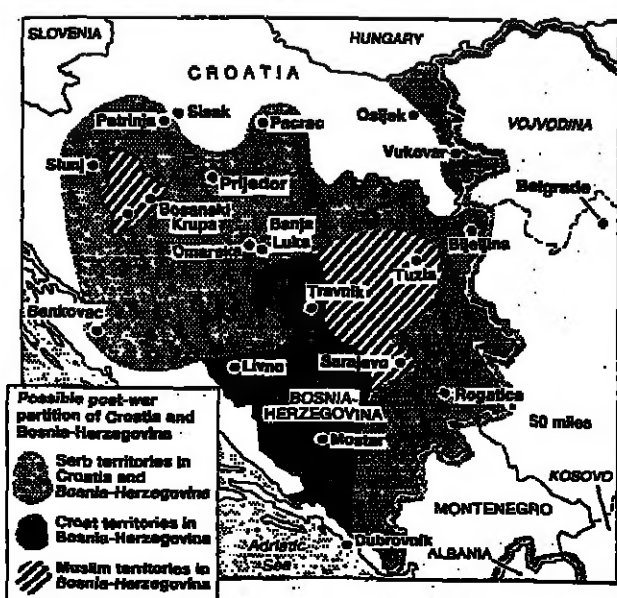 SLOVENIA
HUNGARY
CROATIA
Sisak
Petrinja
Pacrac
Osijek
VOJVODINA
Vukovar
Slunj
Prijedor
Belgrade
Bosanski
Krupa
Banja
Luka
Omarska
Bijeljina
Tuzla
Travnik
Benkovac
Sarajevo
Livno
BOSNIA-
HERZEGOVINA
Rogatica
50 miles
Mostar
KOSOVO
MONTENEGRO
Dubrovnik
ALBANIA
Adriatic
Sea
Possible post-war
partition of Croatia and
Bosnia-Herzegovina
Serb territories in
Croatia and
Bosnia-Herzegovina
Croat territories in
Bosnia-Herzegovina
Muslim territories in
Bosnia-Herzegovina